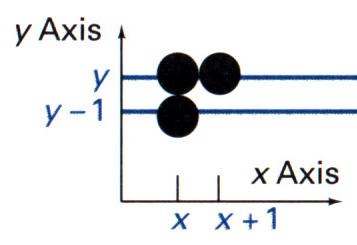 y Axis
y
y – 1
x Axis
x x + 1